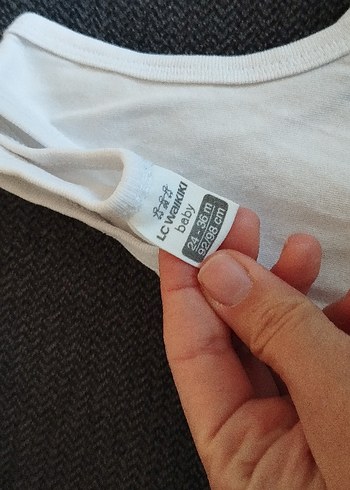 LC WAIKIKI
baby
24 - 36 m
92/98 cm